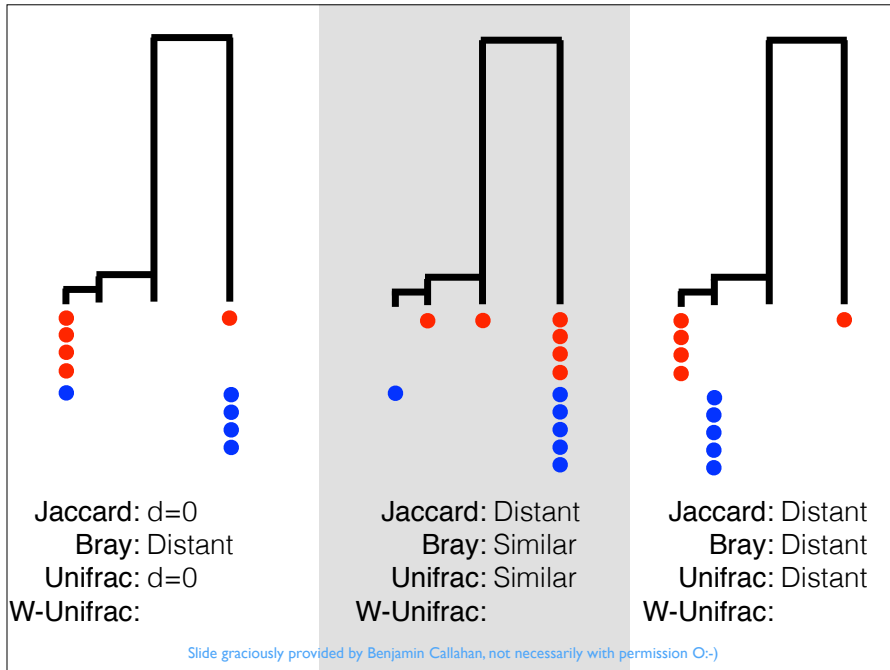 Jaccard: d=0
Bray: Distant
Unifrac: d=0
W-Unifrac:
Jaccard: Distant
Bray: Similar
Unifrac: Similar
W-Unifrac:
Jaccard: Distant
Bray: Distant
Unifrac: Distant
W-Unifrac:
Slide graciously provided by Benjamin Callahan, not necessarily with permission O:-)